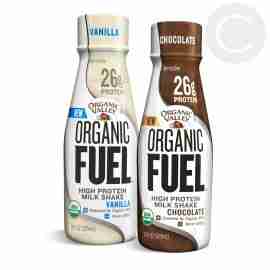 VANILLA
26g
PROTEIN
NEW
ORGANIC
VALLEY
ORGANIC
FUEL
HIGH PROTEIN
MILK SHAKE
VANILLA
CHOCOLATE
26g
PROTEIN
NEW
ORGANIC
VALLEY
ORGANIC
FUEL
HIGH PROTEIN
MILK SHAKE
CHOCOLATE
C